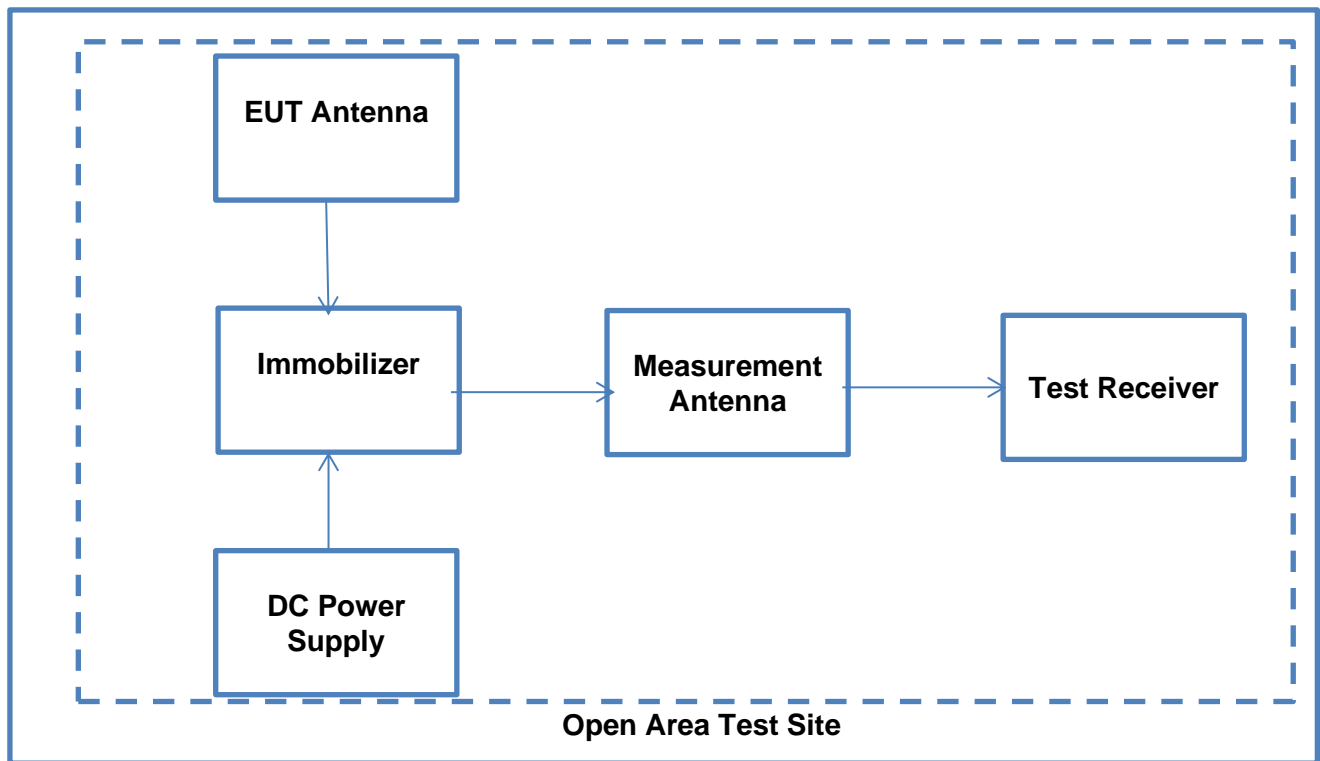 EUT Antenna
Immobilizer
Measurement
Antenna
Test Receiver
DC Power
Supply
Open Area Test Site